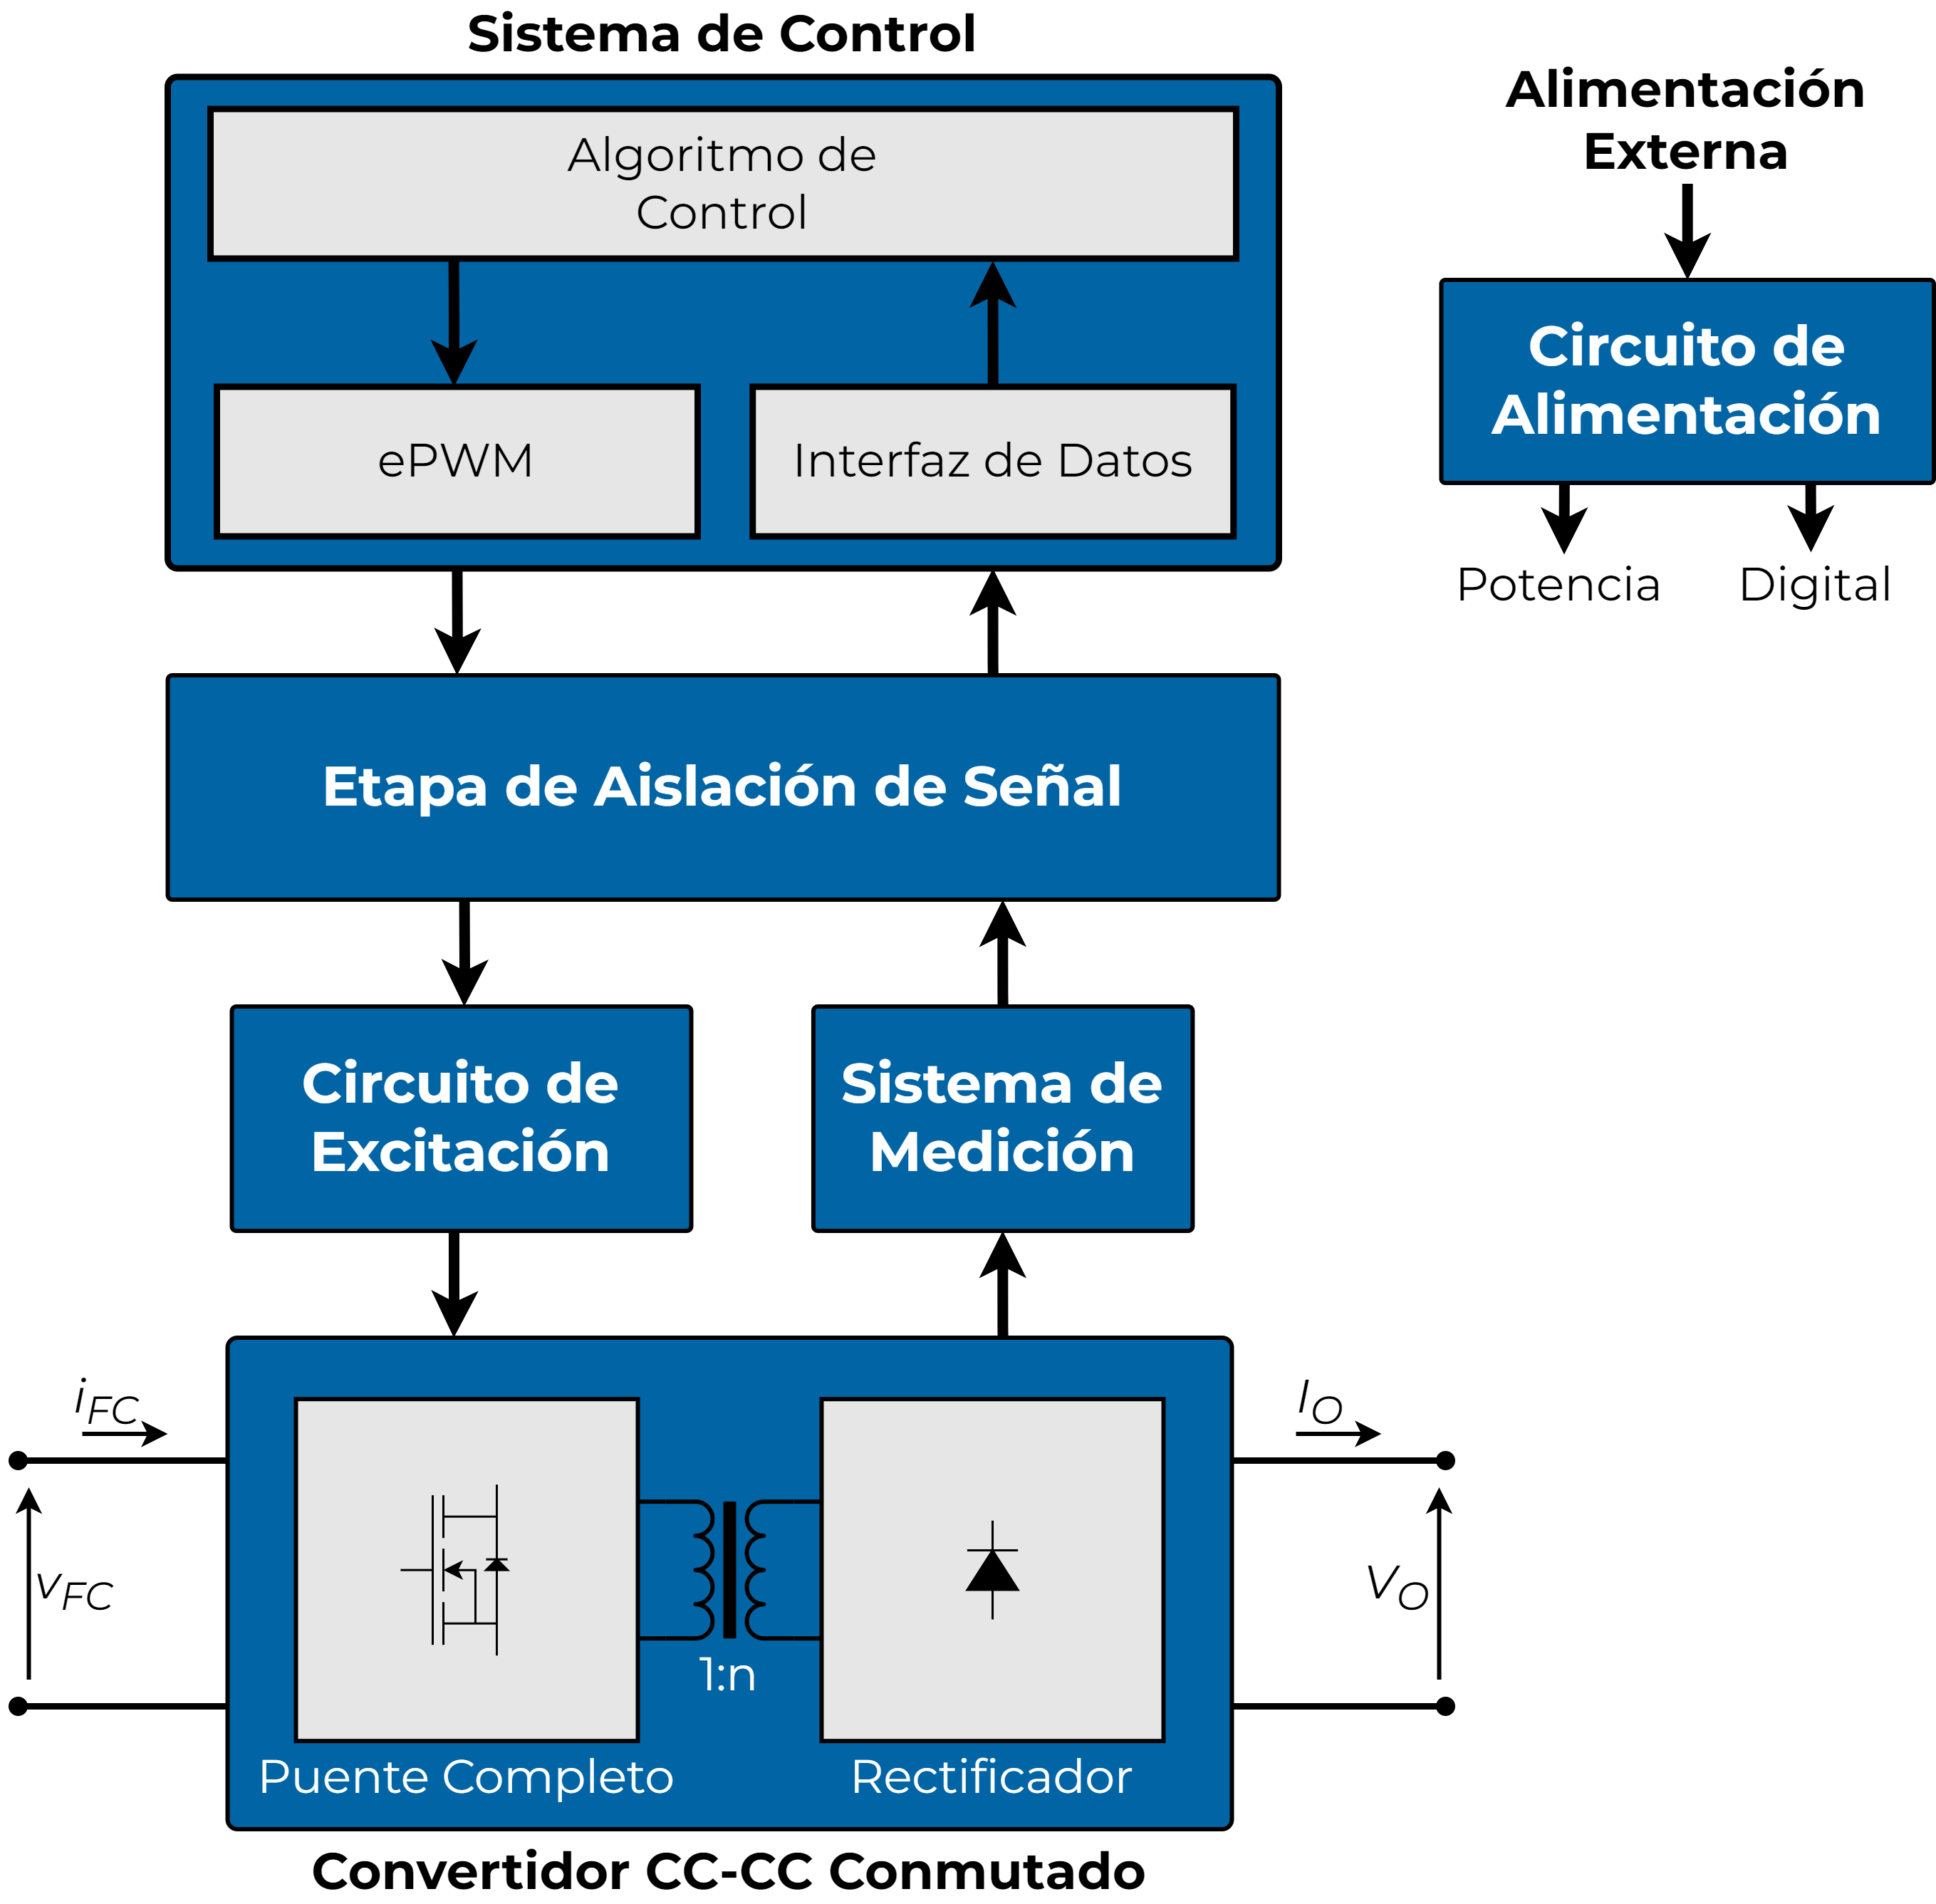 Sistema de Control
Algoritmo de
Control
ePWM
Interfaz de Datos
Alimentación
Externa
Circuito de
Alimentación
Potencia
Digital
Etapa de Aislación de Señal
Circuito de
Excitación
Sistema de
Medición
iFC
vFC
IO
VO
1:n
Puente Completo
Rectificador
Convertidor CC-CC Conmutado